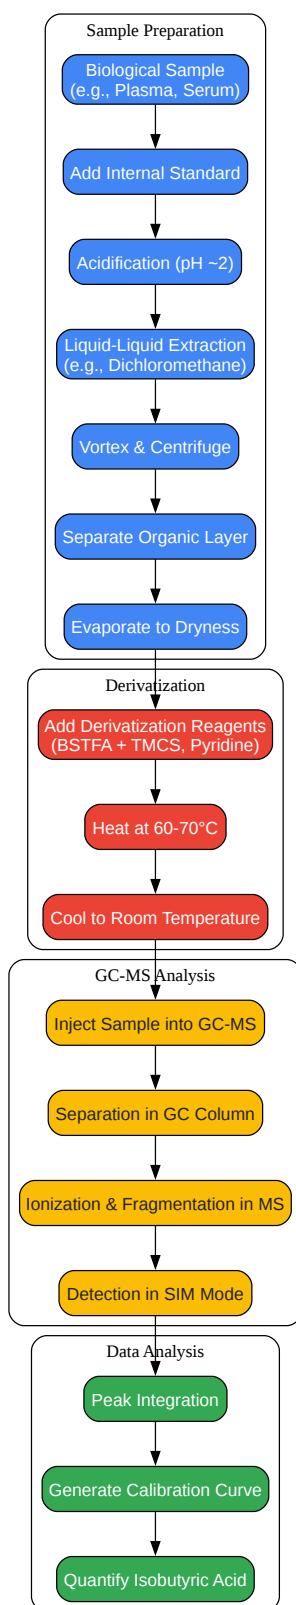 Sample Preparation
Biological Sample
(e.g., Plasma, Serum)
Add Internal Standard
Acidification (pH ~2)
Liquid-Liquid Extraction
(e.g., Dichloromethane)
Vortex & Centrifuge
Separate Organic Layer
Evaporate to Dryness
Derivatization
Add Derivatization Reagents
(BSTFA + TMCS, Pyridine)
Heat at 60-70°C
Cool to Room Temperature
GC-MS Analysis
Inject Sample into GC-MS
Separation in GC Column
Ionization & Fragmentation in MS
Detection in SIM Mode
Data Analysis
Peak Integration
Generate Calibration Curve
Quantify Isobutyric Acid